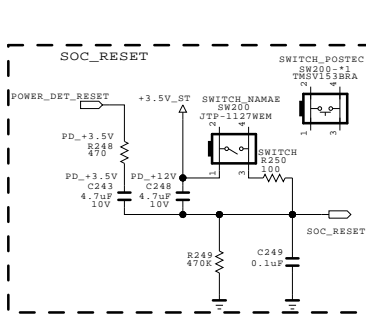 SOC_RESET
SWITCH_POSTEC
SW200-*1
TMSV153BRA
2
4
1
3
POWER_DET_RESET
+3.5V_ST
SWITCH_NAMAE
SW200
JTP-1127WEM
2
4
1
3
PD_+3.5V
R248
470
SWITCH
R250
100
PD_+3.5V
C243
4.7uF
10V
PD_+12V
C248
4.7uF
10V
SOC_RESET
R249
470K
C249
0.1uF